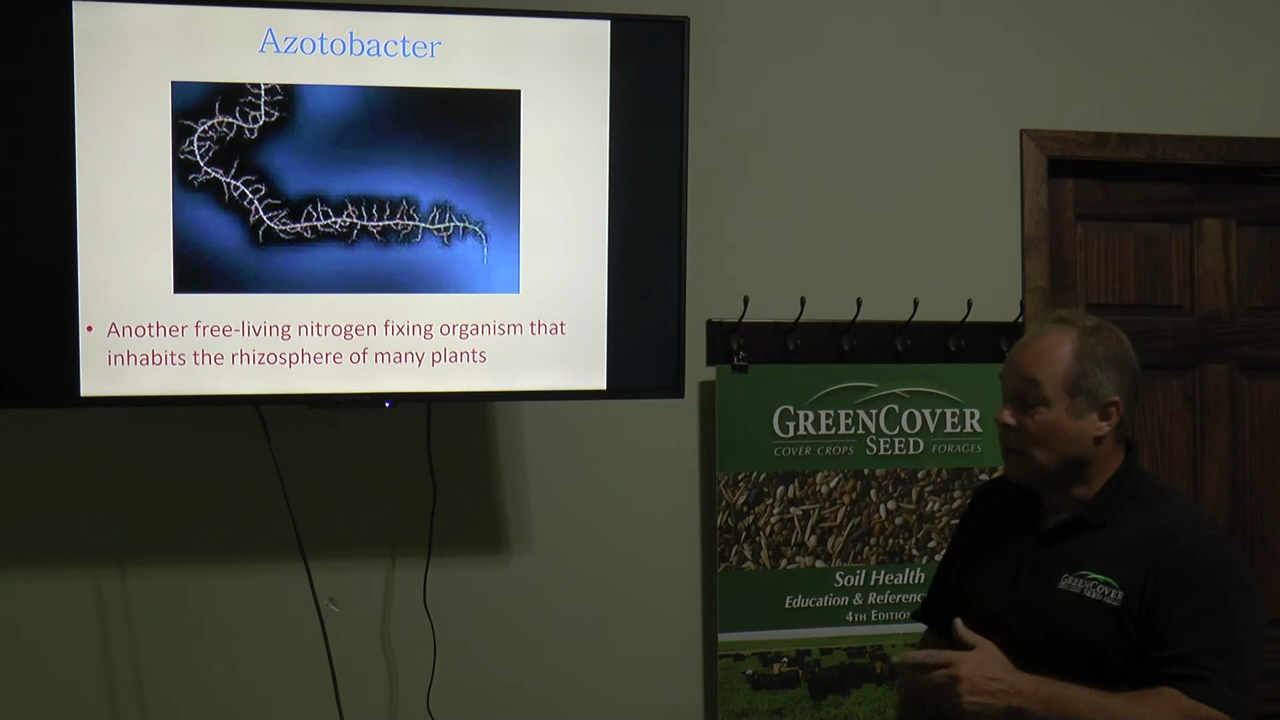 Azotobacter
• Another free-living nitrogen fixing organism that
inhabits the rhizosphere of many plants
GREENCOVER
COVER CROPS SEED FORAGES
Soil Health
Education &
4TH EDITION
GREENCOVER